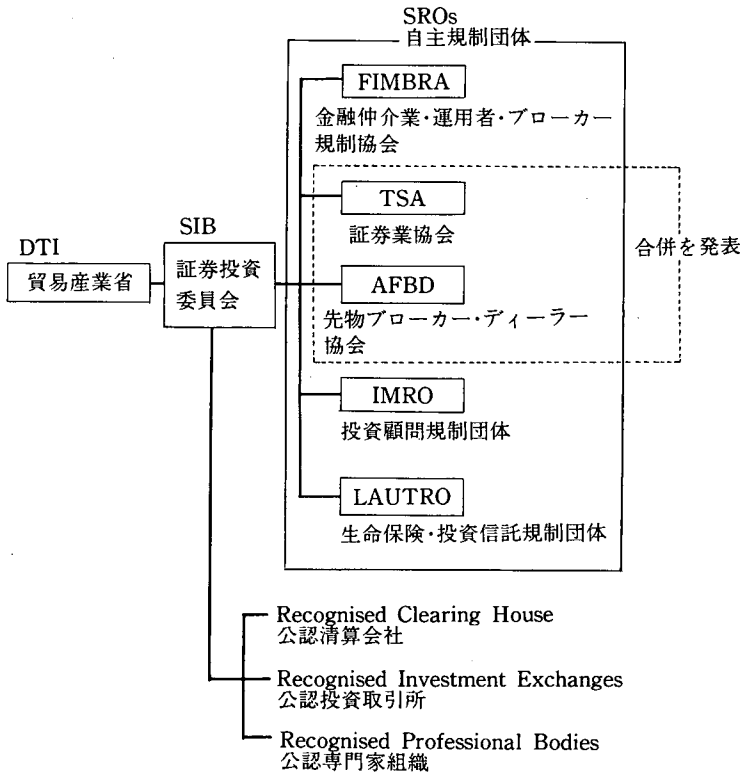 SROs
自主規制団体
FIMBRA
金融仲介業・運用者・ブローカー
規制協会
TSA
証券業協会
合併を発表
SIB
証券投資
委員会
DTI
貿易産業省
AFBD
先物ブローカー・ディーラー
協会
IMRO
投資顧問規制団体
LAUTRO
生命保険・投資信託規制団体
Recognised Clearing House
公認清算会社
Recognised Investment Exchanges
公認投資取引所
Recognised Professional Bodies
公認専門家組織